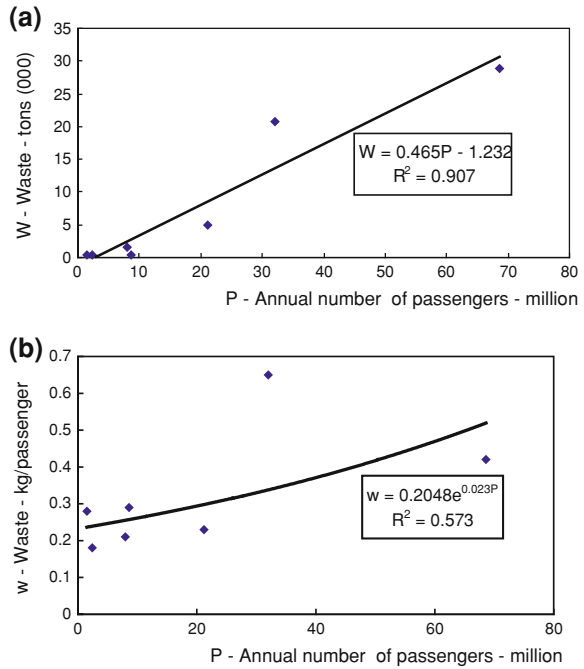 (a)
35
30
25
20
15
10
5
0
W - Waste - tons (000)
W = 0.465P - 1.232
R² = 0.907
0 10 20 30 40 50 60 70 80
P - Annual number of passengers - million
(b)
0.7
0.6
0.5
0.4
0.3
0.2
0.1
0
w - Waste - kg/passenger
w = 0.2048e^0.023P
R² = 0.573
0 20 40 60 80
P - Annual number of passengers - million